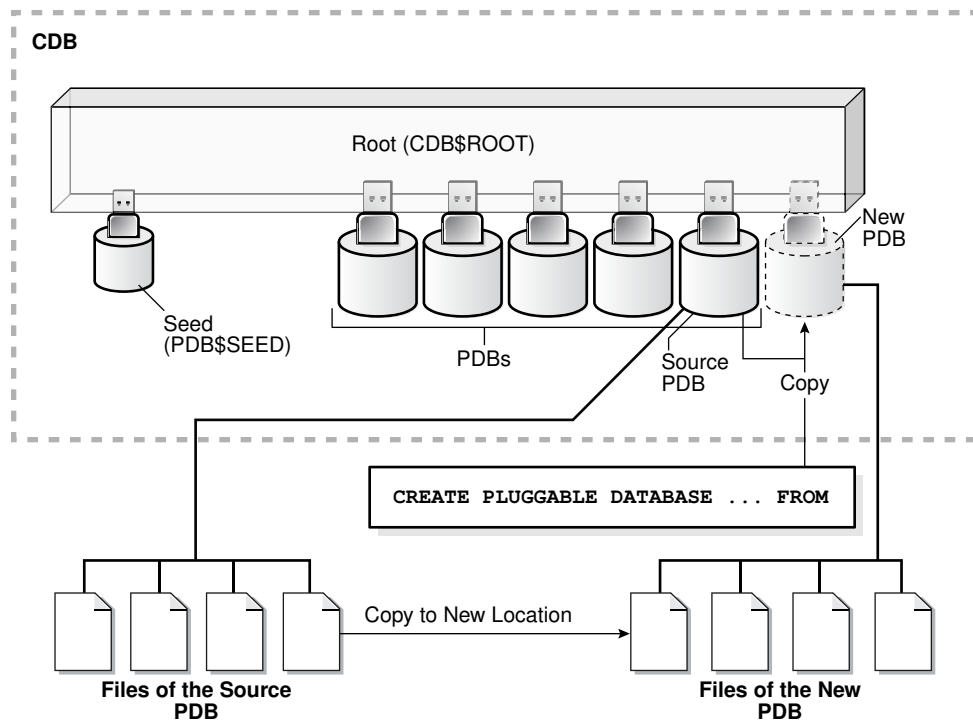 CDB
Root (CDB$ROOT)
New
PDB
Seed
(PDB$SEED)
PDBs
Source
PDB
Copy
CREATE PLUGGABLE DATABASE ... FROM
Copy to New Location
Files of the Source
PDB
Files of the New
PDB